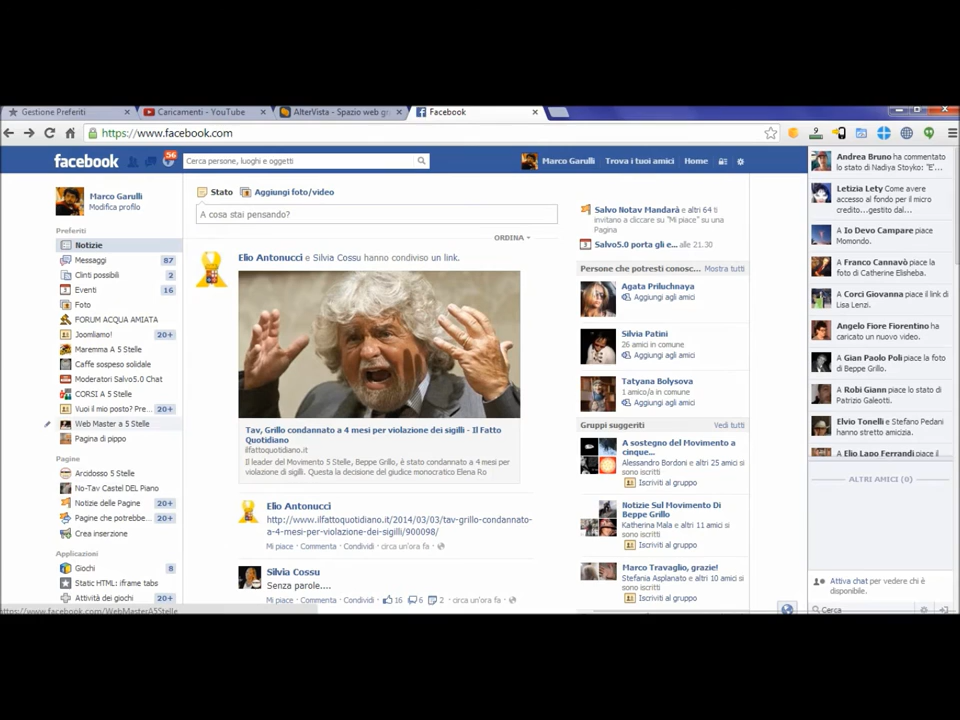 Gestione Preferiti
Caricamenti - YouTube
AlterVista - Spazio web gr
Facebook
https://www.facebook.com
facebook
56
Cerca persone, luoghi e oggetti
Marco Garulli
Trova i tuoi amici
Home
Marco Garulli
Modifica profilo
Preferiti
Notizie
Messaggi 87
Clinti possibili 2
Eventi 16
Foto
FORUM ACQUA AMIATA
Joomliamo! 20+
Maremma A 5 Stelle
Caffe sospeso solidale
Moderatori Salvo5.0 Chat
CORSI A 5 Stelle
Vuoi il mio posto? Pre... 20+
Web Master a 5 Stelle
Pagina di pippo
Pagine
Arcidosso 5 Stelle
No-Tav Castel DEL Piano
Notizie delle Pagine 20+
Pagine che potrebbe... 20+
Crea inserzione
Applicazioni
Giochi 8
Static HTML: iframe tabs
Attività dei giochi 20+
https://www.facebook.com/WebMasterA5Stelle
Stato
Aggiungi foto/video
A cosa stai pensando?
ORDINA
Elio Antonucci e Silvia Cossu hanno condiviso un link.
Tav, Grillo condannato a 4 mesi per violazione dei sigilli - Il Fatto
Quotidiano
ilfattoquotidiano.it
Il leader del Movimento 5 Stelle, Beppe Grillo, è stato condannato a 4 mesi per
violazione di sigilli. Questa la decisione del giudice monocratico Elena Ro
Elio Antonucci
http://www.ilfattoquotidiano.it/2014/03/03/tav-grillo-condannato-
a-4-mesi-per-violazione-dei-sigilli/900098/
Mi piace · Commenta · Condividi · circa un'ora fa ·
Silvia Cossu
Senza parole....
Mi piace · Commenta · Condividi · 16 6 2 · circa un'ora fa ·
Salvo Notav Mandarà e altri 64 ti
invitano a cliccare su "Mi piace" su una
Pagina
Salvo5.0 porta gli e... alle 21.30
Persone che potresti conosc... Mostra tutti
Agata Priluchnaya
Aggiungi agli amici
Silvia Patini
26 amici in comune
Aggiungi agli amici
Tatyana Bolysova
1 amico/a in comune
Aggiungi agli amici
Gruppi suggeriti Vedi tutti
A sostegno del Movimento a
cinque...
Alessandro Bordoni e altri 25 amici si
sono iscritti
Iscriviti al gruppo
Notizie Sul Movimento Di
Beppe Grillo
Katherina Mala e altri 11 amici si
sono iscritti
Iscriviti al gruppo
Marco Travaglio, grazie!
Stefania Asplanato e altri 10 amici si
sono iscritti
Iscriviti al gruppo
Andrea Bruno ha commentato
lo stato di Nadiya Stoyko: "E'...
Letizia Lety Come avere
accesso al fondo per il micro
credito...gestito dal...
A Io Devo Campare piace
Momondo.
A Franco Cannavò piace la
foto di Catherine Elisheba.
A Corci Giovanna piace il link di
Lisa Lenzi.
Angelo Fiore Fiorentino ha
caricato un nuovo video.
A Gian Paolo Poli piace la foto
di Beppe Grillo.
A Robi Giann piace lo stato di
Patrizio Galeotti.
Elvio Tonelli e Stefano Pedani
hanno stretto amicizia.
A Elio Lapo Ferrandi piace il
ALTRI AMICI (0)
Attiva chat per vedere chi è
disponibile.
Cerca